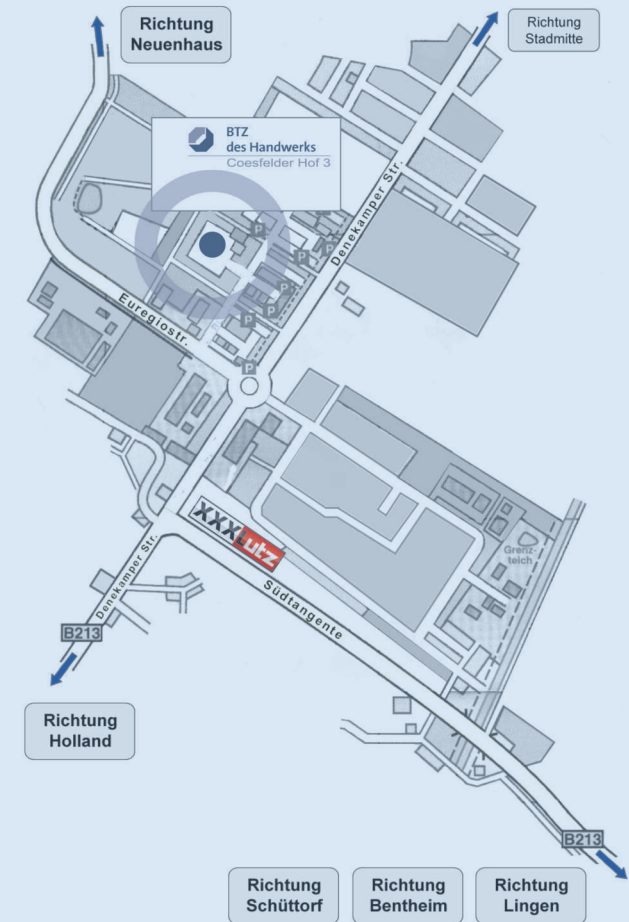 Richtung
Neuenhaus
Richtung
Stadmitte
BTZ
des Handwerks
Coesfelder Hof 3
Denekamper Str.
P
P
P
P
P
P
P
Euregiostr.
XXXLutz
Grenz-
teich
Denekamper Str.
Südtangente
B213
Richtung
Holland
B213
Richtung
Schüttorf
Richtung
Bentheim
Richtung
Lingen